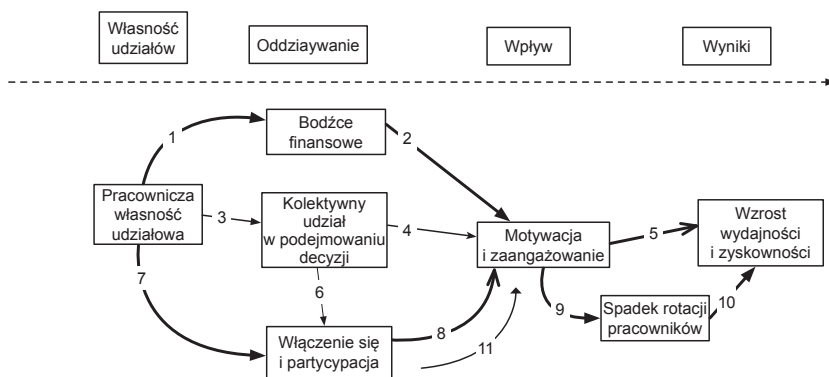 Własność
udziałów
Oddziaywanie
Wpływ
Wyniki
Bodźce
finansowe
1
2
Pracownicza
własność
udziałowa
3
Kolektywny
udział
w podejmowaniu
decyzji
4
Motywacja
i zaangażowanie
5
Wzrost
wydajności
i zyskowności
6
7
8
9
10
11
Włączenie się
i partycypacja
Spadek rotacji
pracowników